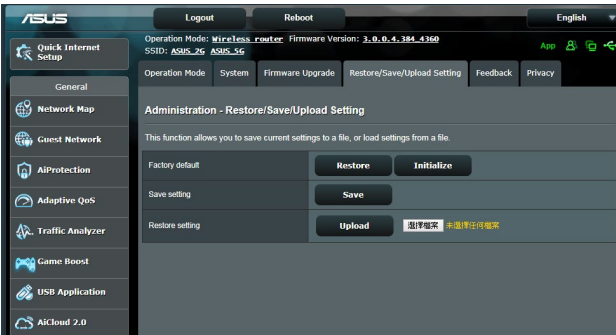 ASUS Logout Reboot English
Operation Mode: Wireless router Firmware Version: 3.0.0.4.384_4360
SSID: ASUS_2G ASUS_5G
App
Quick Internet
Setup
General
Network Map
Guest Network
AiProtection
Adaptive QoS
Traffic Analyzer
Game Boost
USB Application
AiCloud 2.0
Operation Mode System Firmware Upgrade Restore/Save/Upload Setting Feedback Privacy
Administration - Restore/Save/Upload Setting
This function allows you to save current settings to a file, or load settings from a file.
Factory default Restore Initialize
Save setting Save
Restore setting Upload 選擇檔案 未選擇任何檔案